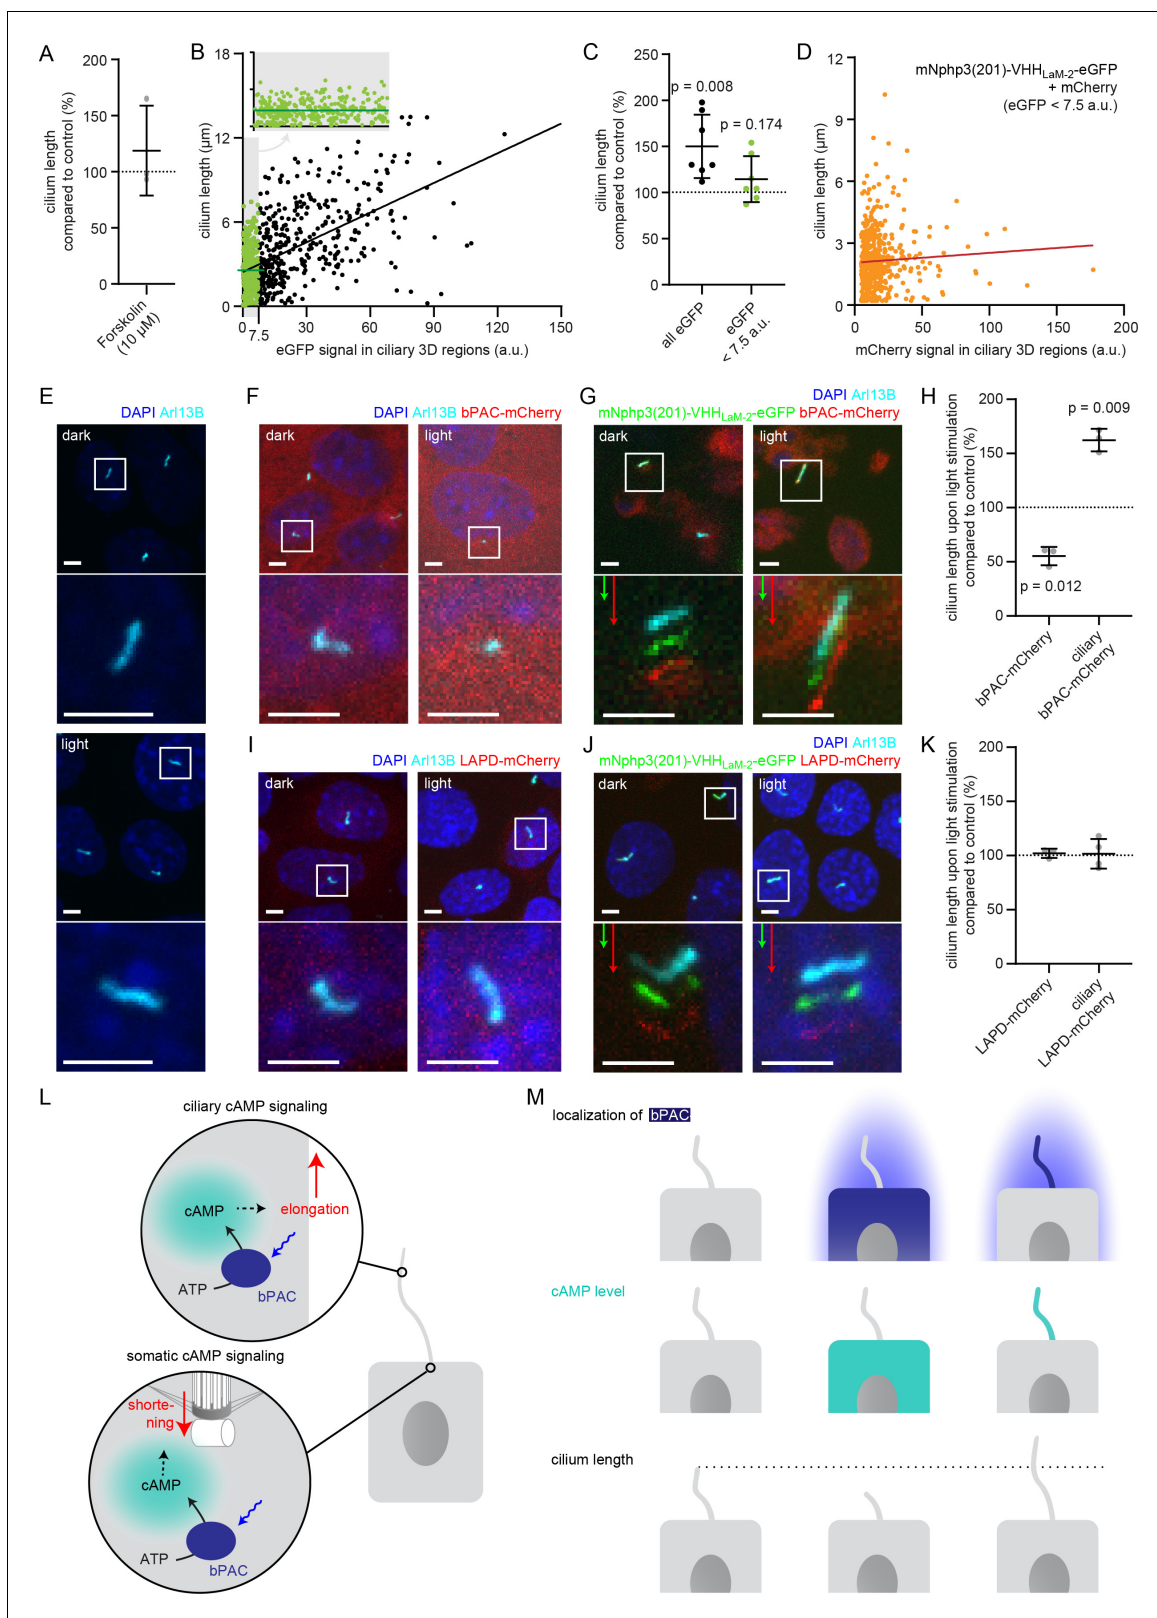 A
cilium length
compared to control (%)
200
150
100
50
0
Forskolin
(10 µM)
B
cilium length (µm)
18
12
6
0
0
7.5
30
60
90
120
150
eGFP signal in ciliary 3D regions (a.u.)
C
cilium length
compared to control (%)
250
200
150
100
50
0
p = 0.008
p = 0.174
all eGFP
eGFP
< 7.5 a.u.
D
mNphp3(201)-VHH_LaM-2-eGFP
+ mCherry
(eGFP < 7.5 a.u.)
cilium length (µm)
12
9
6
3
0
0
50
100
150
200
mCherry signal in ciliary 3D regions (a.u.)
E
DAPI Arl13B
dark
light
F
DAPI Arl13B bPAC-mCherry
dark
light
G
DAPI Arl13B
mNphp3(201)-VHH_LaM-2-eGFP bPAC-mCherry
dark
light
H
cilium length upon light stimulation
compared to control (%)
200
150
100
50
0
p = 0.009
p = 0.012
bPAC-mCherry
ciliary
bPAC-mCherry
I
DAPI Arl13B LAPD-mCherry
dark
light
J
DAPI Arl13B
mNphp3(201)-VHH_LaM-2-eGFP LAPD-mCherry
dark
light
K
cilium length upon light stimulation
compared to control (%)
200
150
100
50
0
LAPD-mCherry
ciliary
LAPD-mCherry
L
ciliary cAMP signaling
cAMP
elongation
ATP
bPAC
somatic cAMP signaling
shorte-
ning
cAMP
ATP
bPAC
M
localization of bPAC
cAMP level
cilium length